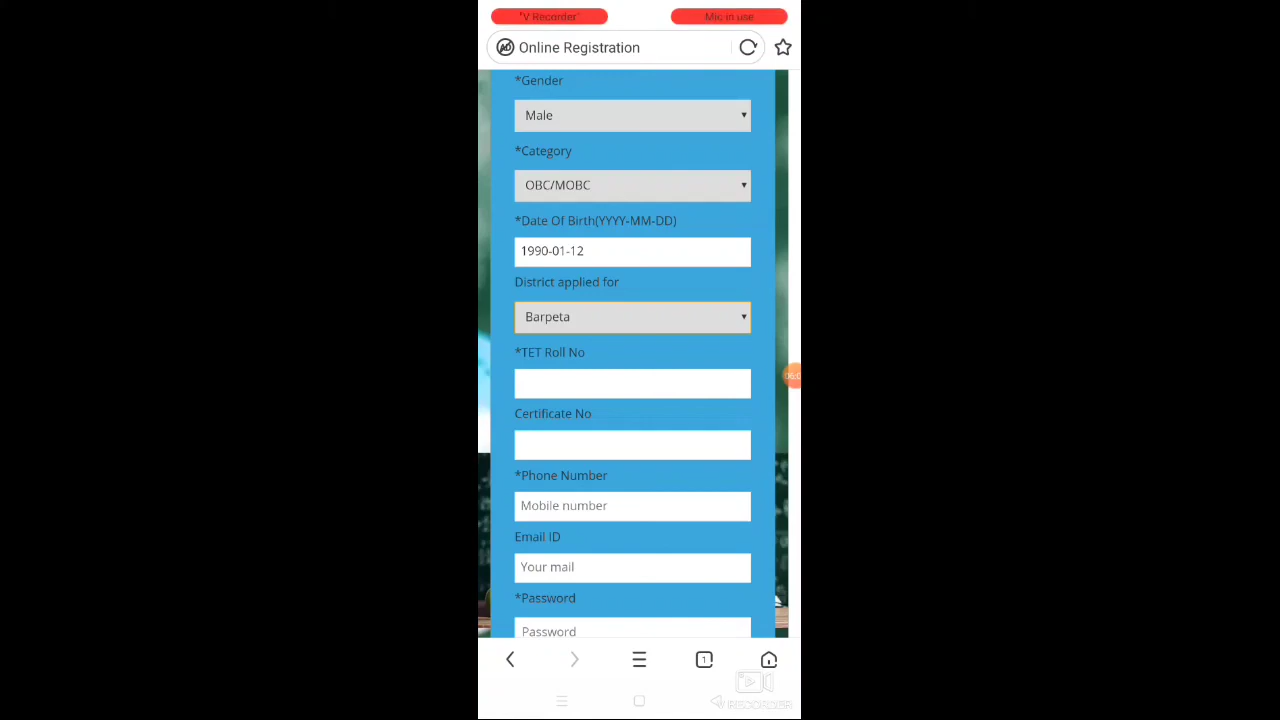 "V Recorder"
Mic in use
Online Registration
*Gender
Male
*Category
OBC/MOBC
*Date Of Birth(YYYY-MM-DD)
1990-01-12
District applied for
Barpeta
*TET Roll No
Certificate No
*Phone Number
Mobile number
Email ID
Your mail
*Password
Password
1
RECORDER